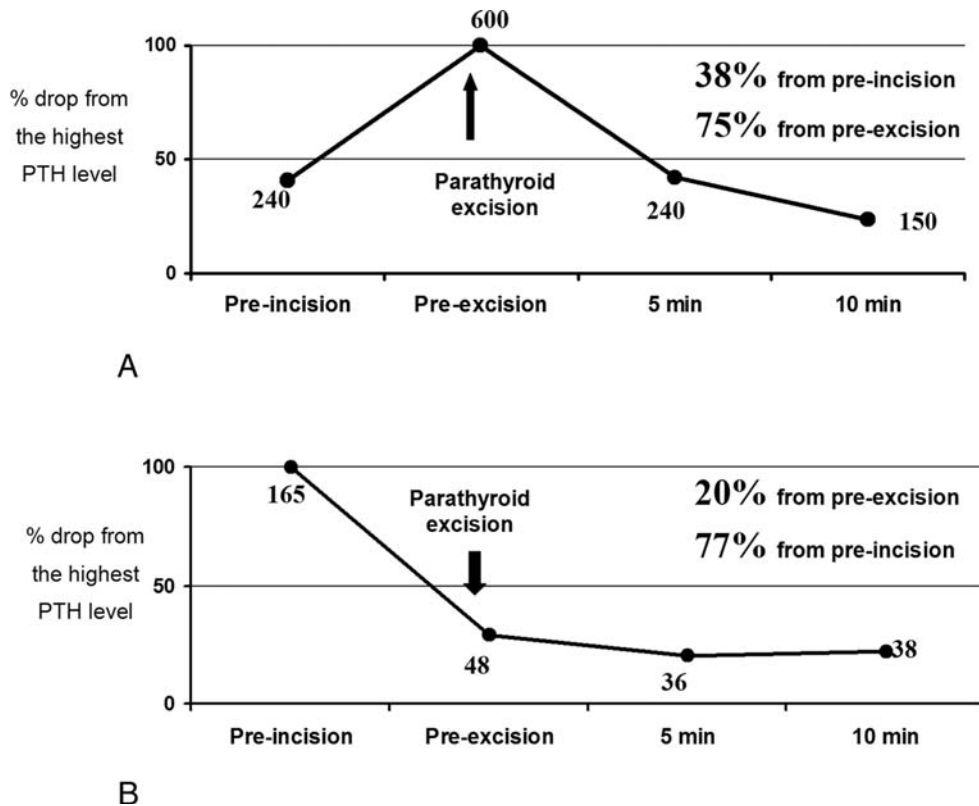 600
100
% drop from
the highest
PTH level
38% from pre-incision
75% from pre-excision
50
240
Parathyroid
excision
240
150
0
Pre-incision Pre-excision 5 min 10 min
A
100
165
Parathyroid
excision
20% from pre-excision
77% from pre-incision
% drop from
the highest
PTH level
50
48
36
38
0
Pre-incision Pre-excision 5 min 10 min
B